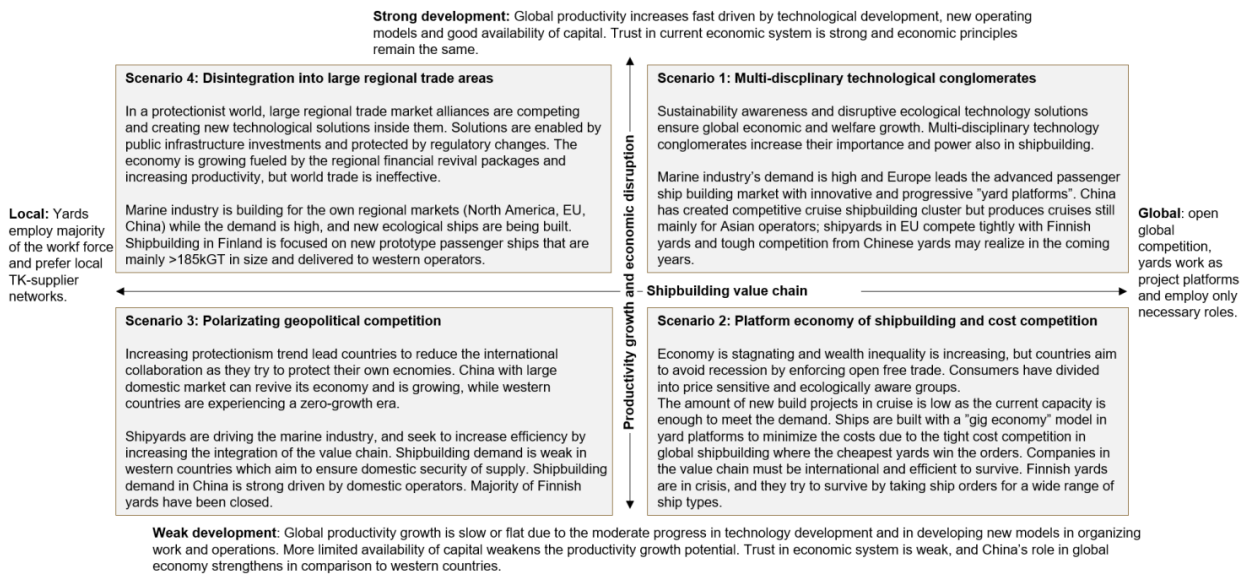 Strong development: Global productivity increases fast driven by technological development, new operating
models and good availability of capital. Trust in current economic system is strong and economic principles
remain the same.
Scenario 4: Disintegration into large regional trade areas
In a protectionist world, large regional trade market alliances are competing
and creating new technological solutions inside them. Solutions are enabled by
public infrastructure investments and protected by regulatory changes. The
economy is growing fueled by the regional financial revival packages and
increasing productivity, but world trade is ineffective.
Marine industry is building for the own regional markets (North America, EU,
China) while the demand is high, and new ecological ships are being built.
Shipbuilding in Finland is focused on new prototype passenger ships that are
mainly >185kGT in size and delivered to western operators.
Scenario 1: Multi-discplinary technological conglomerates
Sustainability awareness and disruptive ecological technology solutions
ensure global economic and welfare growth. Multi-disciplinary technology
conglomerates increase their importance and power also in shipbuilding.
Marine industry's demand is high and Europe leads the advanced passenger
ship building market with innovative and progressive "yard platforms". China
has created competitive cruise shipbuilding cluster but produces cruises still
mainly for Asian operators; shipyards in EU compete tightly with Finnish
yards and tough competition from Chinese yards may realize in the coming
years.
Local: Yards
employ majority
of the workf force
and prefer local
TK-supplier
networks.
Global: open
global
competition,
yards work as
project platforms
and employ only
necessary roles.
Productivity growth and economic disruption
Shipbuilding value chain
Scenario 3: Polarizating geopolitical competition
Increasing protectionism trend lead countries to reduce the international
collaboration as they try to protect their own ecnomies. China with large
domestic market can revive its economy and is growing, while western
countries are experiencing a zero-growth era.
Shipyards are driving the marine industry, and seek to increase efficiency by
increasing the integration of the value chain. Shipbuilding demand is weak in
western countries which aim to ensure domestic security of supply. Shipbuilding
demand in China is strong driven by domestic operators. Majority of Finnish
yards have been closed.
Scenario 2: Platform economy of shipbuilding and cost competition
Economy is stagnating and wealth inequality is increasing, but countries aim
to avoid recession by enforcing open free trade. Consumers have divided
into price sensitive and ecologically aware groups.
The amount of new build projects in cruise is low as the current capacity is
enough to meet the demand. Ships are built with a "gig economy" model in
yard platforms to minimize the costs due to the tight cost competition in
global shipbuilding where the cheapest yards win the orders. Companies in
the value chain must be international and efficient to survive. Finnish yards
are in crisis, and they try to survive by taking ship orders for a wide range of
ship types.
Weak development: Global productivity growth is slow or flat due to the moderate progress in technology development and in developing new models in organizing
work and operations. More limited availability of capital weakens the productivity growth potential. Trust in economic system is weak, and China's role in global
economy strengthens in comparison to western countries.